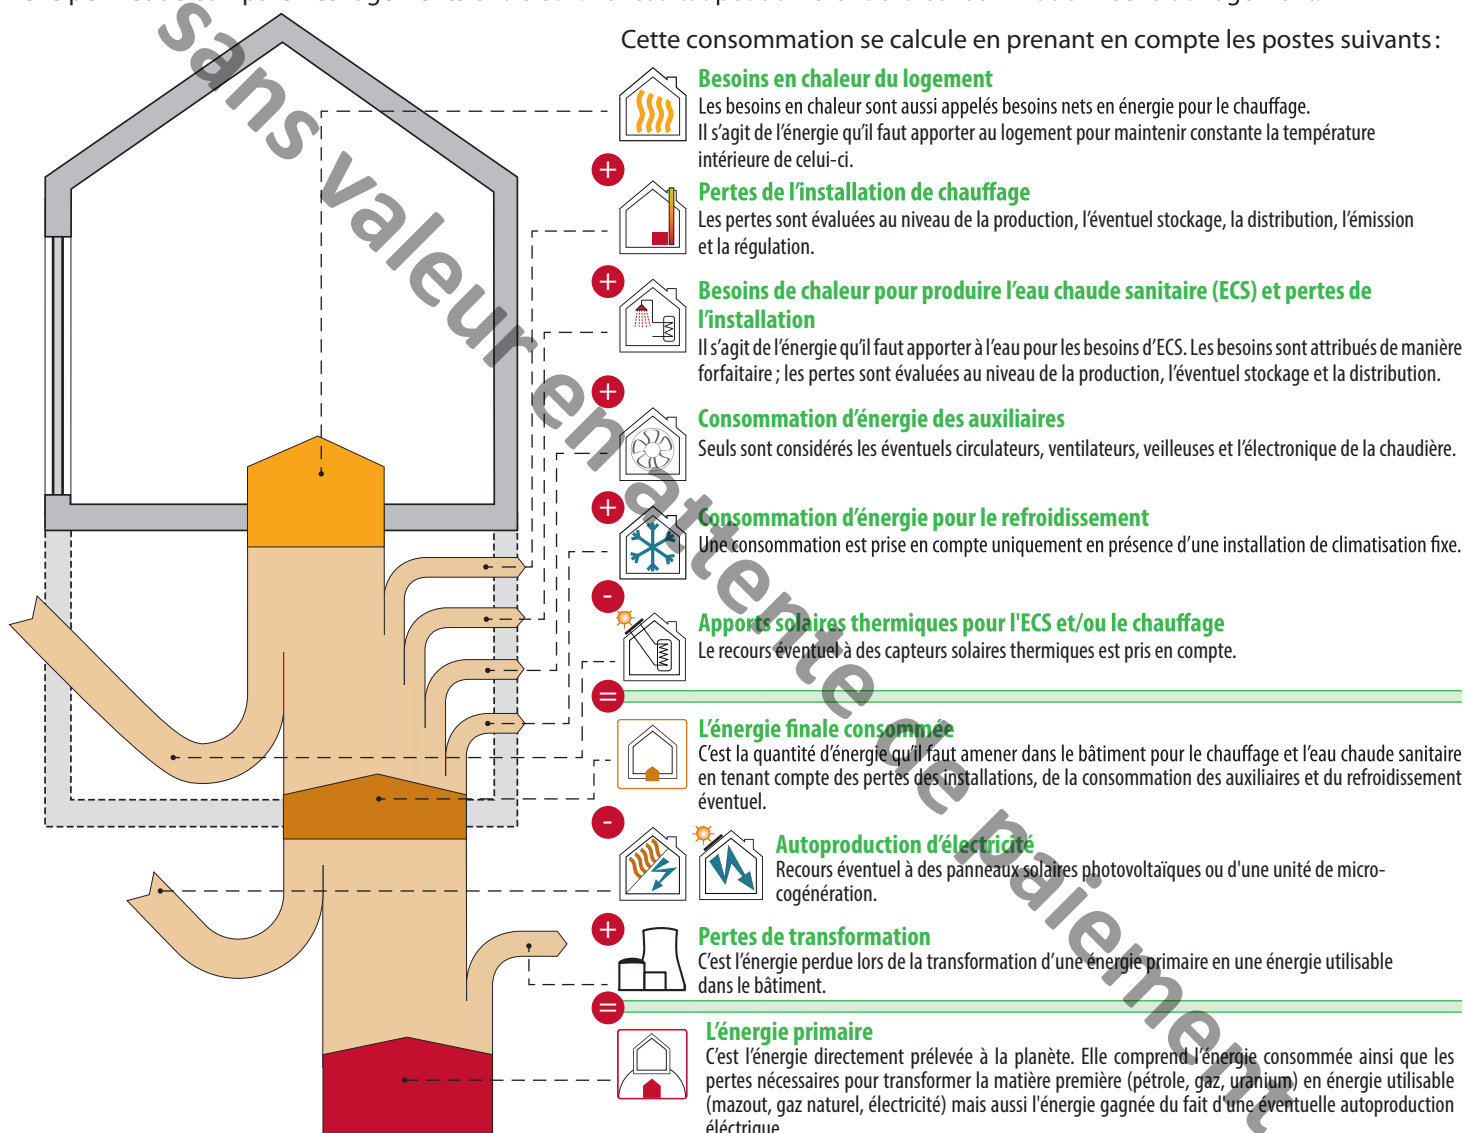 Cette consommation se calcule en prenant en compte les postes suivants :
Besoins en chaleur du logement
Les besoins en chaleur sont aussi appelés besoins nets en énergie pour le chauffage.
Il s'agit de l'énergie qu'il faut apporter au logement pour maintenir constante la température
intérieure de celui-ci.
+
Pertes de l'installation de chauffage
Les pertes sont évaluées au niveau de la production, l'éventuel stockage, la distribution, l'émission
et la régulation.
+
Besoins de chaleur pour produire l'eau chaude sanitaire (ECS) et pertes de
l'installation
Il s'agit de l'énergie qu'il faut apporter à l'eau pour les besoins d'ECS. Les besoins sont attribués de manière
forfaitaire ; les pertes sont évaluées au niveau de la production, l'éventuel stockage et la distribution.
+
Consommation d'énergie des auxiliaires
Seuls sont considérés les éventuels circulateurs, ventilateurs, veilleuses et l'électronique de la chaudière.
+
Consommation d'énergie pour le refroidissement
Une consommation est prise en compte uniquement en présence d'une installation de climatisation fixe.
-
Apports solaires thermiques pour l'ECS et/ou le chauffage
Le recours éventuel à des capteurs solaires thermiques est pris en compte.
=
L'énergie finale consommée
C'est la quantité d'énergie qu'il faut amener dans le bâtiment pour le chauffage et l'eau chaude sanitaire
en tenant compte des pertes des installations, de la consommation des auxiliaires et du refroidissement
éventuel.
-
Autoproduction d'électricité
Recours éventuel à des panneaux solaires photovoltaïques ou d'une unité de micro-
cogénération.
+
Pertes de transformation
C'est l'énergie perdue lors de la transformation d'une énergie primaire en une énergie utilisable
dans le bâtiment.
=
L'énergie primaire
C'est l'énergie directement prélevée à la planète. Elle comprend l'énergie consommée ainsi que les
pertes nécessaires pour transformer la matière première (pétrole, gaz, uranium) en énergie utilisable
(mazout, gaz naturel, électricité) mais aussi l'énergie gagnée du fait d'une éventuelle autoproduction
éléctrique
sans valeur en attente de paiement